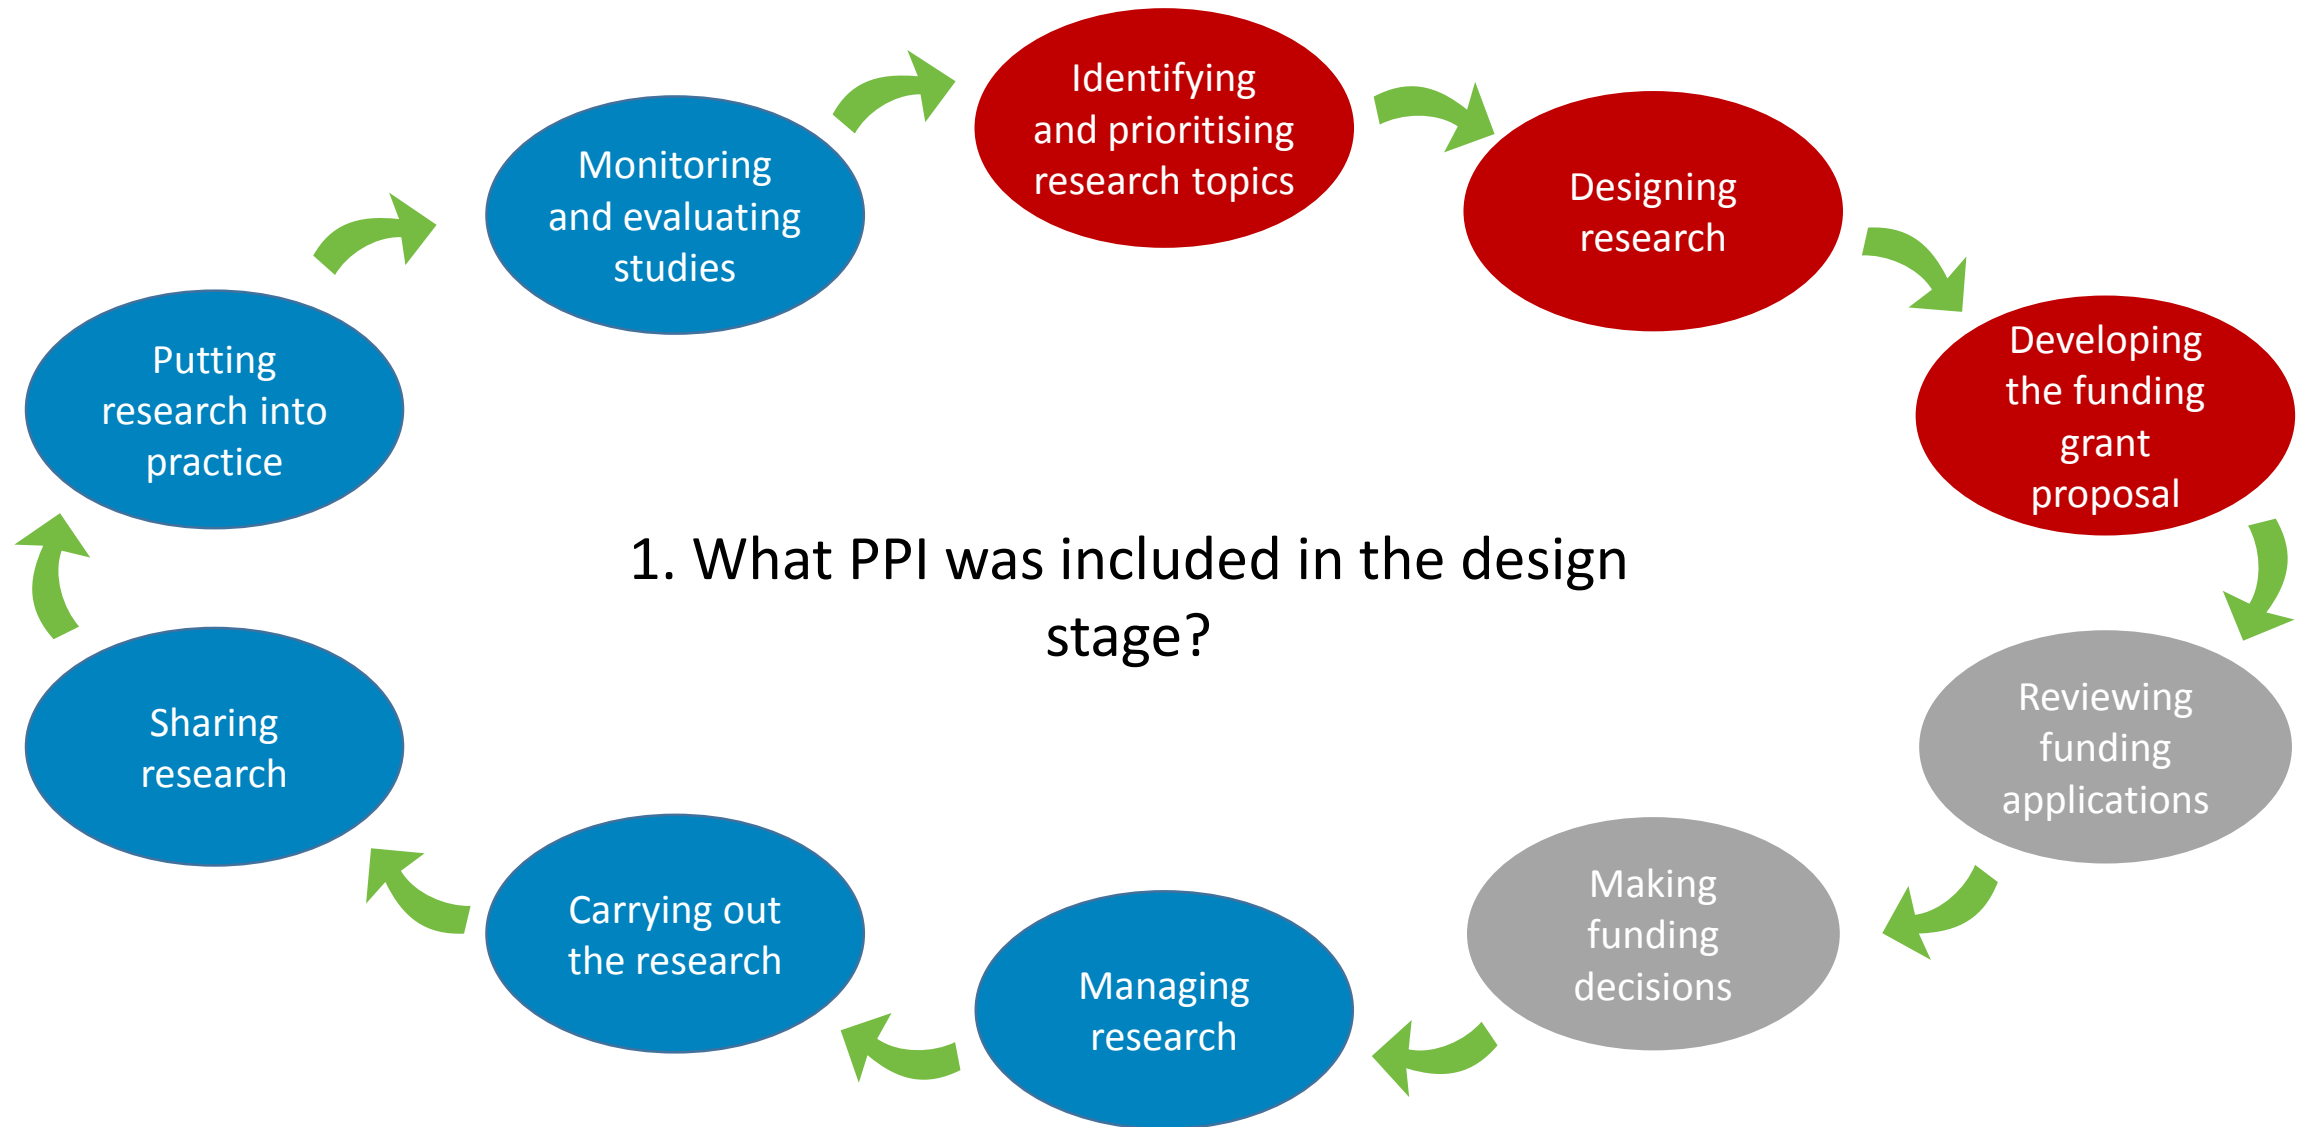 Identifying
and prioritising
research topics
Designing
research
Developing
the funding
grant
proposal
Reviewing
funding
applications
Making
funding
decisions
Managing
research
Carrying out
the research
Sharing
research
Putting
research into
practice
Monitoring
and evaluating
studies
1. What PPI was included in the design
stage?